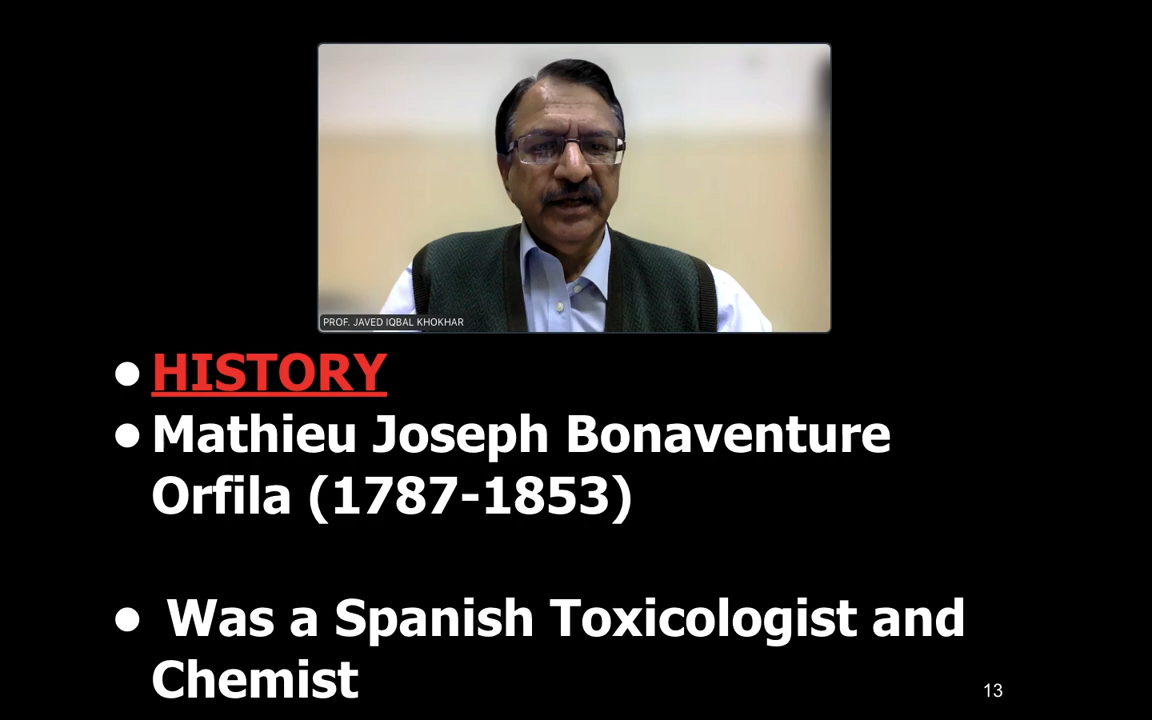 PROF. JAVED IQBAL KHOKHAR
● HISTORY
● Mathieu Joseph Bonaventure
Orfila (1787-1853)
● Was a Spanish Toxicologist and
Chemist
13